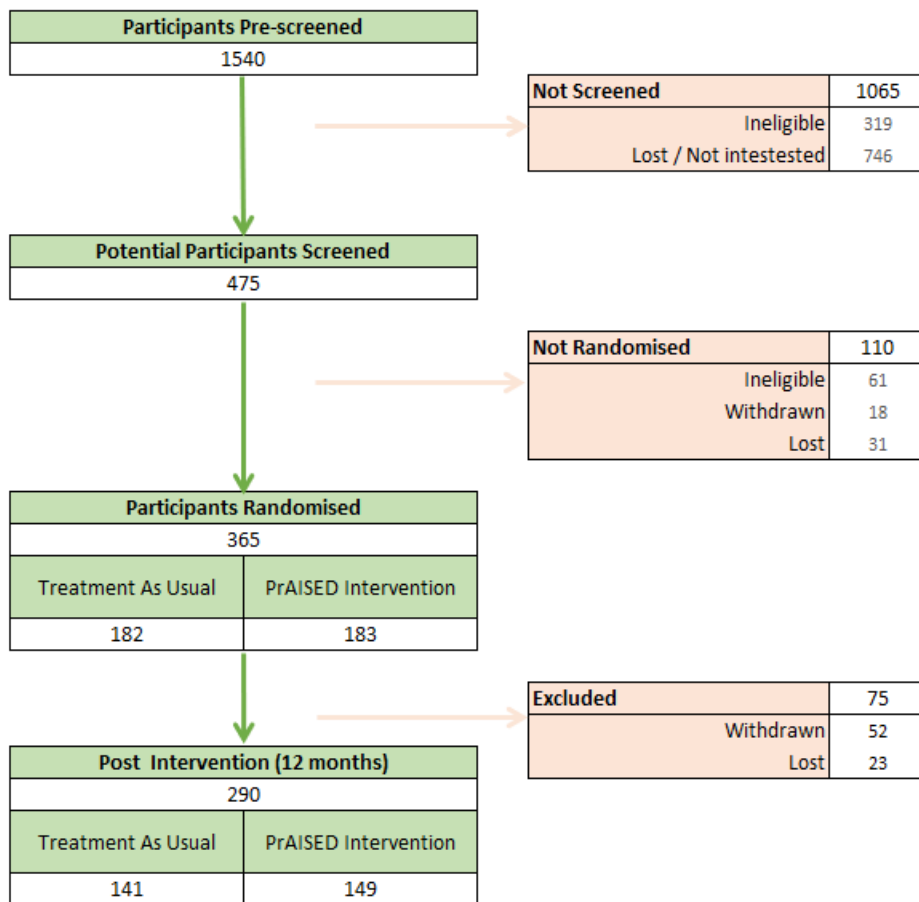 Participants Pre-screened
1540
Not Screened 1065
Ineligible 319
Lost / Not intestested 746
Potential Participants Screened
475
Not Randomised 110
Ineligible 61
Withdrawn 18
Lost 31
Participants Randomised
365
Treatment As Usual PrAISED Intervention
182 183
Excluded 75
Withdrawn 52
Lost 23
Post Intervention (12 months)
290
Treatment As Usual PrAISED Intervention
141 149